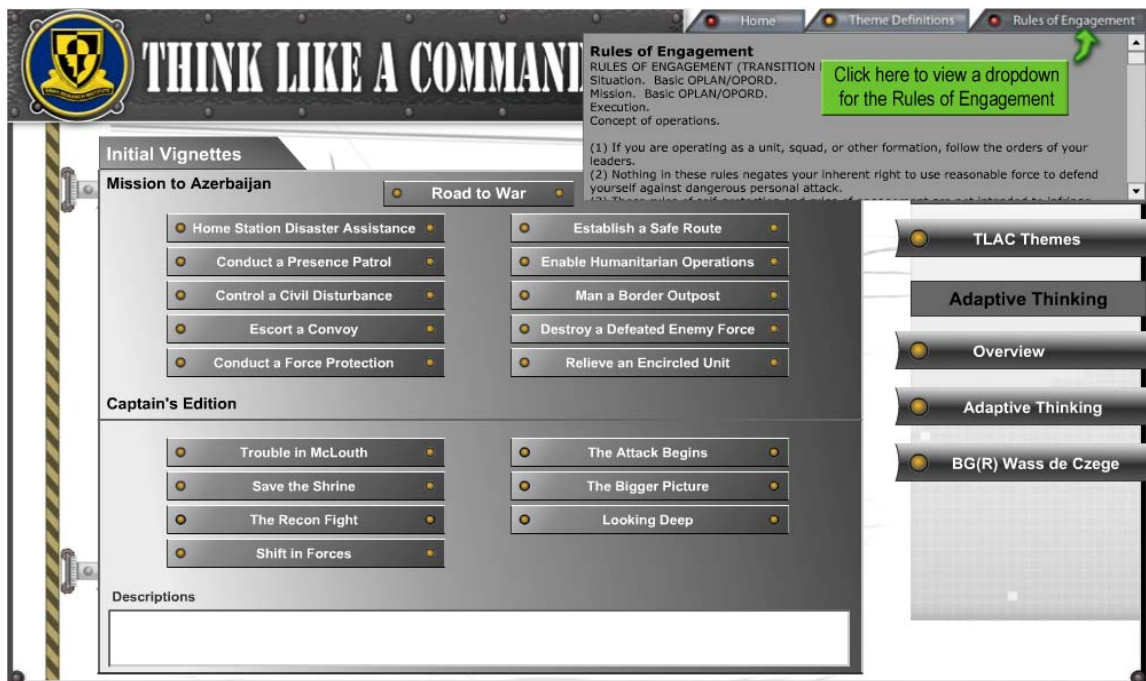 Home
Theme Definitions
Rules of Engagement
THINK LIKE A COMMAN
Rules of Engagement
RULES OF ENGAGEMENT (TRANSITION
Situation. Basic OPLAN/OPORD.
Mission. Basic OPLAN/OPORD.
Execution.
Concept of operations.
(1) If you are operating as a unit, squad, or other formation, follow the orders of your
leaders.
(2) Nothing in these rules negates your inherent right to use reasonable force to defend
yourself against dangerous personal attack.
Click here to view a dropdown
for the Rules of Engagement
Initial Vignettes
Mission to Azerbaijan
Road to War
Home Station Disaster Assistance
Establish a Safe Route
Conduct a Presence Patrol
Enable Humanitarian Operations
Control a Civil Disturbance
Man a Border Outpost
Escort a Convoy
Destroy a Defeated Enemy Force
Conduct a Force Protection
Relieve an Encircled Unit
Captain's Edition
Trouble in McLouth
The Attack Begins
Save the Shrine
The Bigger Picture
The Recon Fight
Looking Deep
Shift in Forces
Descriptions
TLAC Themes
Adaptive Thinking
Overview
Adaptive Thinking
BG(R) Wass de Czege